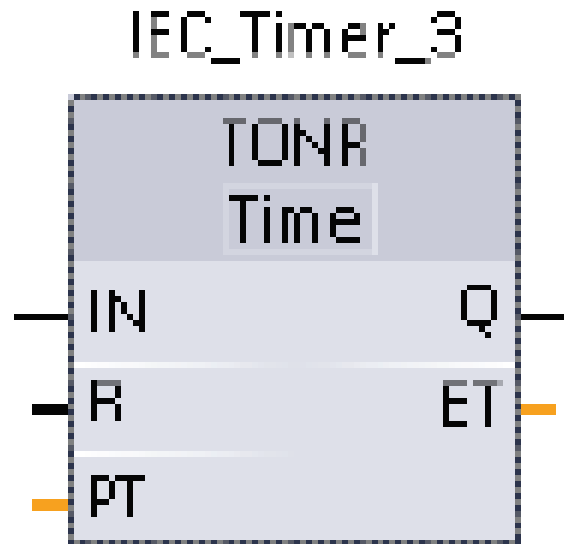 IEC_Timer_3
TONR
Time
IN Q
R ET
PT